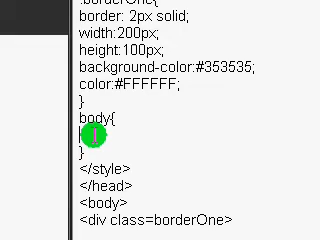 .borderOne{
border: 2px solid;
width:200px;
height:100px;
background-color:#353535;
color:#FFFFFF;
}
body{
}
</style>
</head>
<body>
<div class=borderOne>